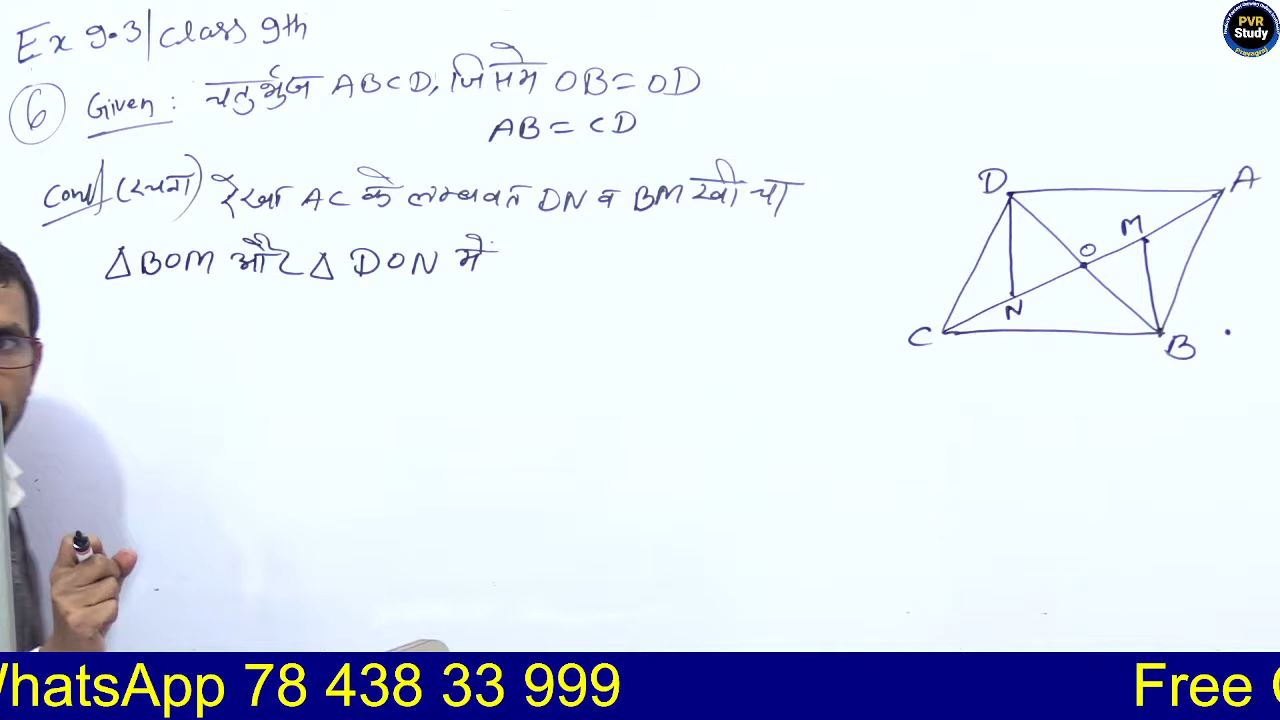 Ex 9.3 | Class 9th
PVR
Study
Prayagraj
6 Given : चतुर्भुज ABCD, जिसमे OB = OD
AB = CD
Const (रचना) रेखा AC के लम्बवत DN व BM खीचा
△BOM और △ DON में
D A
M
O
N
C B
WhatsApp 78 438 33 999 Free